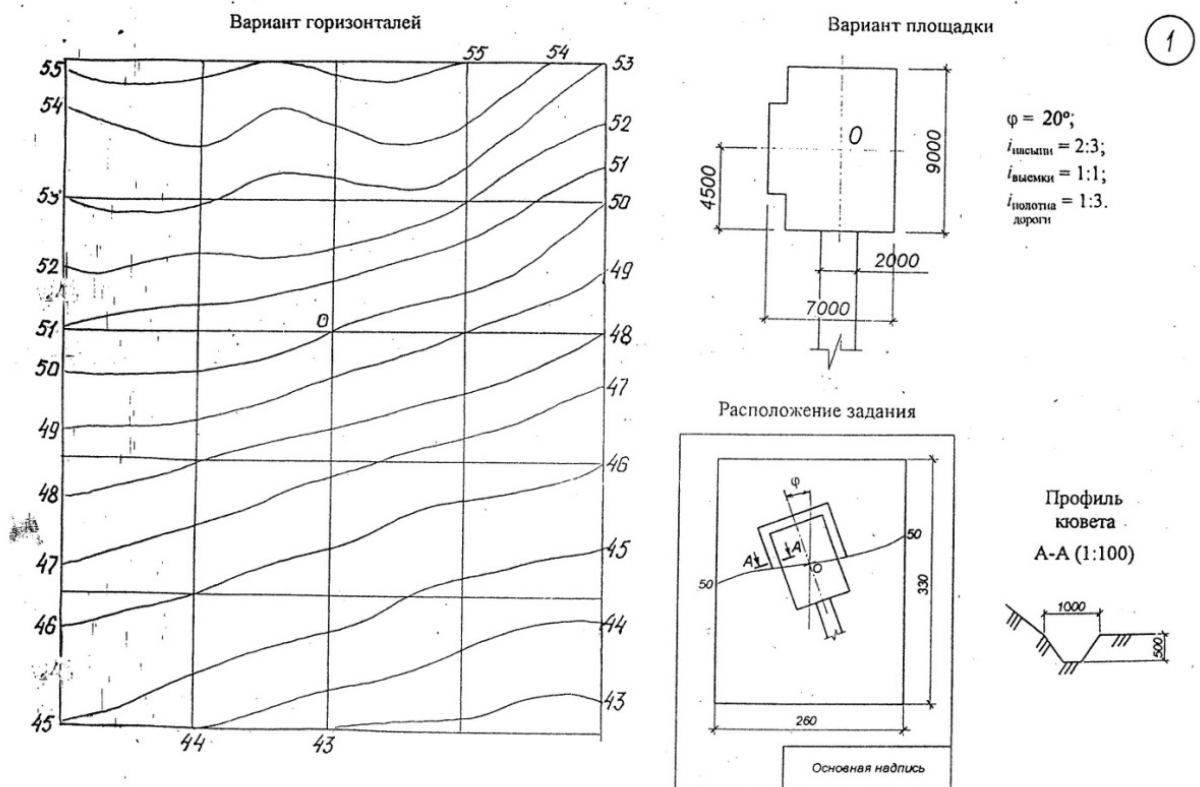 Вариант горизонталей
Вариант площадки
1
55 54 53
55
54
53
52
51
50
49
48
47
46
45
52
51
50
49
48
47
46
45
44
43
44 43
О
О
4500
9000
2000
7000
φ = 20°;
iнасыпи = 2:3;
iвыемки = 1:1;
iполотна = 1:3.
дороги
Расположение задания
φ
А А
О
50
50
330
260
Основная надпись
Профиль
кювета
А-А (1:100)
1000
500